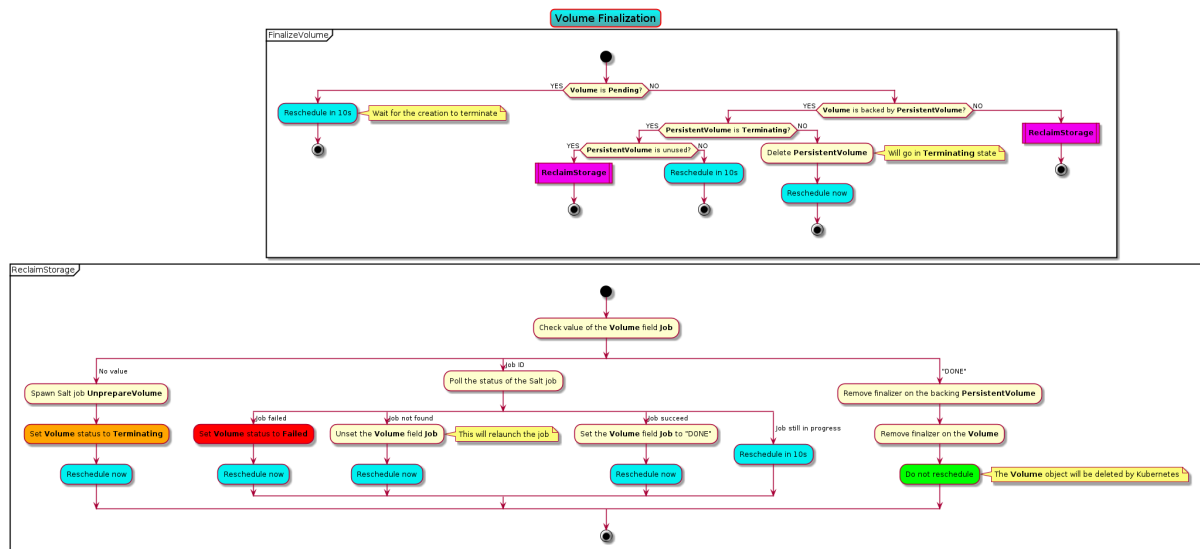 Volume Finalization
FinalizeVolume
YES
Volume is Pending?
NO
Reschedule in 10s
Wait for the creation to terminate
YES
Volume is backed by PersistentVolume?
NO
YES
PersistentVolume is Terminating?
NO
ReclaimStorage
YES
PersistentVolume is unused?
NO
Delete PersistentVolume
Will go in Terminating state
ReclaimStorage
Reschedule in 10s
Reschedule now
ReclaimStorage
Check value of the Volume field Job
No value
Job ID
"DONE"
Spawn Salt job UnprepareVolume
Poll the status of the Salt job
Remove finalizer on the backing PersistentVolume
Set Volume status to Terminating
Job failed
Job not found
Job succeed
Job still in progress
Set Volume status to Failed
Unset the Volume field Job
This will relaunch the job
Set the Volume field Job to "DONE"
Remove finalizer on the Volume
Reschedule now
Reschedule now
Reschedule now
Reschedule now
Reschedule in 10s
Do not reschedule
The Volume object will be deleted by Kubernetes